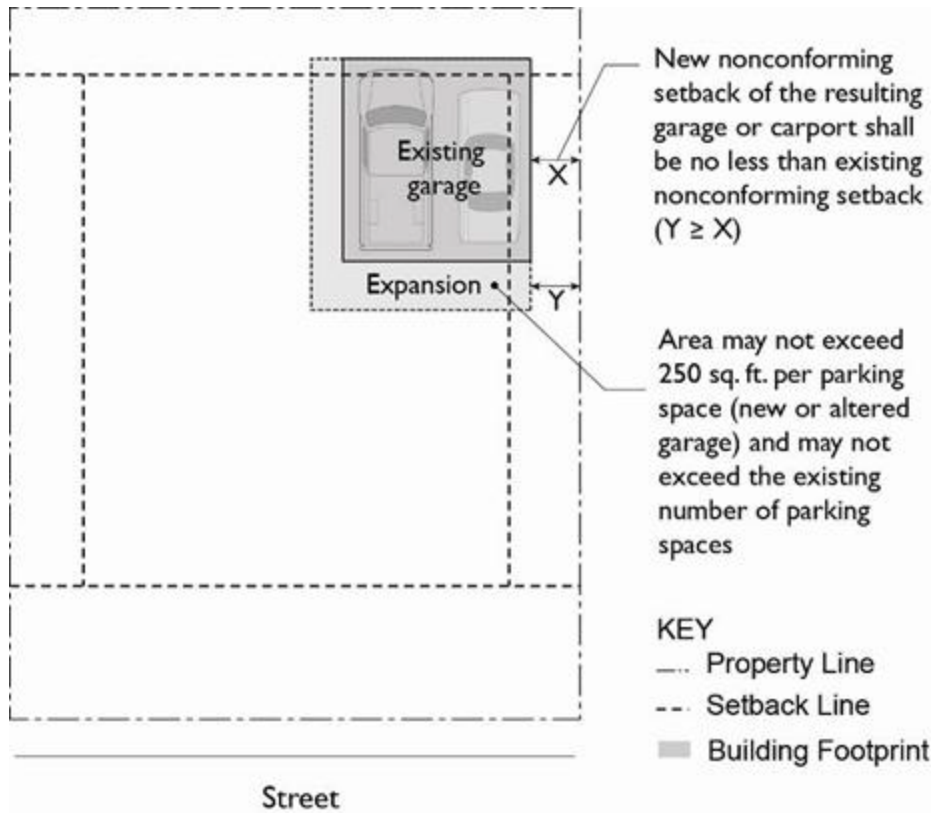 New nonconforming
setback of the resulting
garage or carport shall
be no less than existing
nonconforming setback
(Y ≥ X)
Existing
garage
X
Expansion
Y
Area may not exceed
250 sq. ft. per parking
space (new or altered
garage) and may not
exceed the existing
number of parking
spaces
KEY
Property Line
Setback Line
Building Footprint
Street